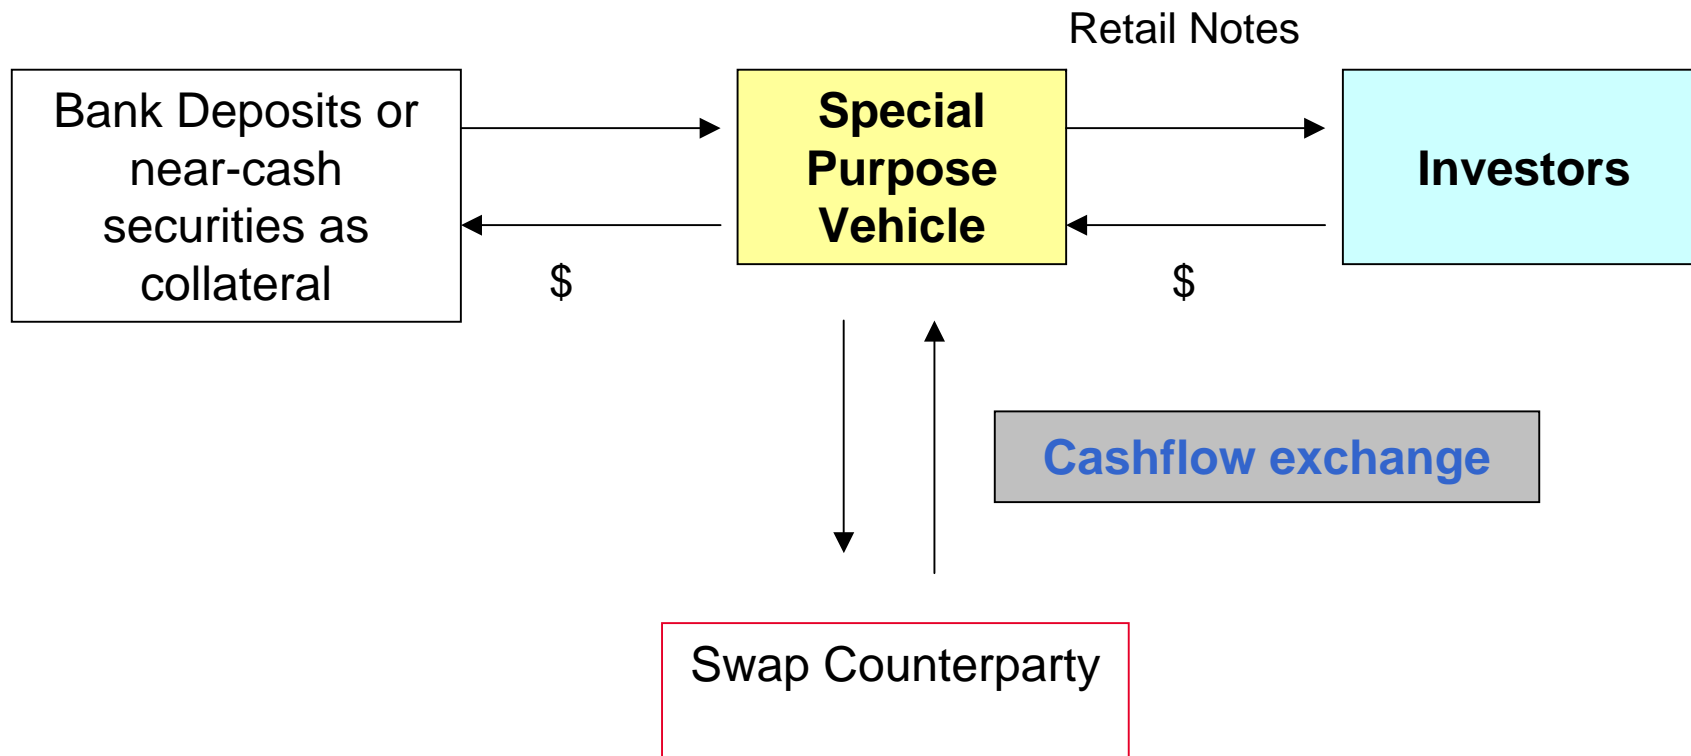 Retail Notes
Bank Deposits or
near-cash
securities as
collateral
Special
Purpose
Vehicle
Investors
$
$
Cashflow exchange
Swap Counterparty